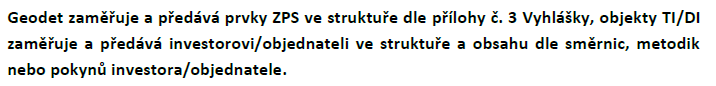 Geodet zaměřuje a předává prvky ZPS ve struktuře dle přílohy č. 3 Vyhlášky, objekty TI/DI
zaměřuje a předává investorovi/objednateli ve struktuře a obsahu dle směrnic, metodik
nebo pokynů investora/objednatele.